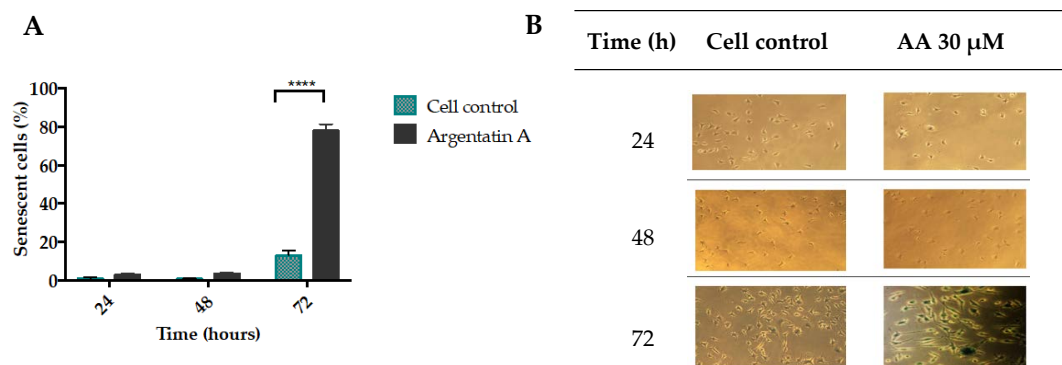 A
Senescent cells (%)
100
80
60
40
20
0
****
24
48
72
Time (hours)
Cell control
Argentatin A
B
Time (h) Cell control AA 30 µM
24
48
72